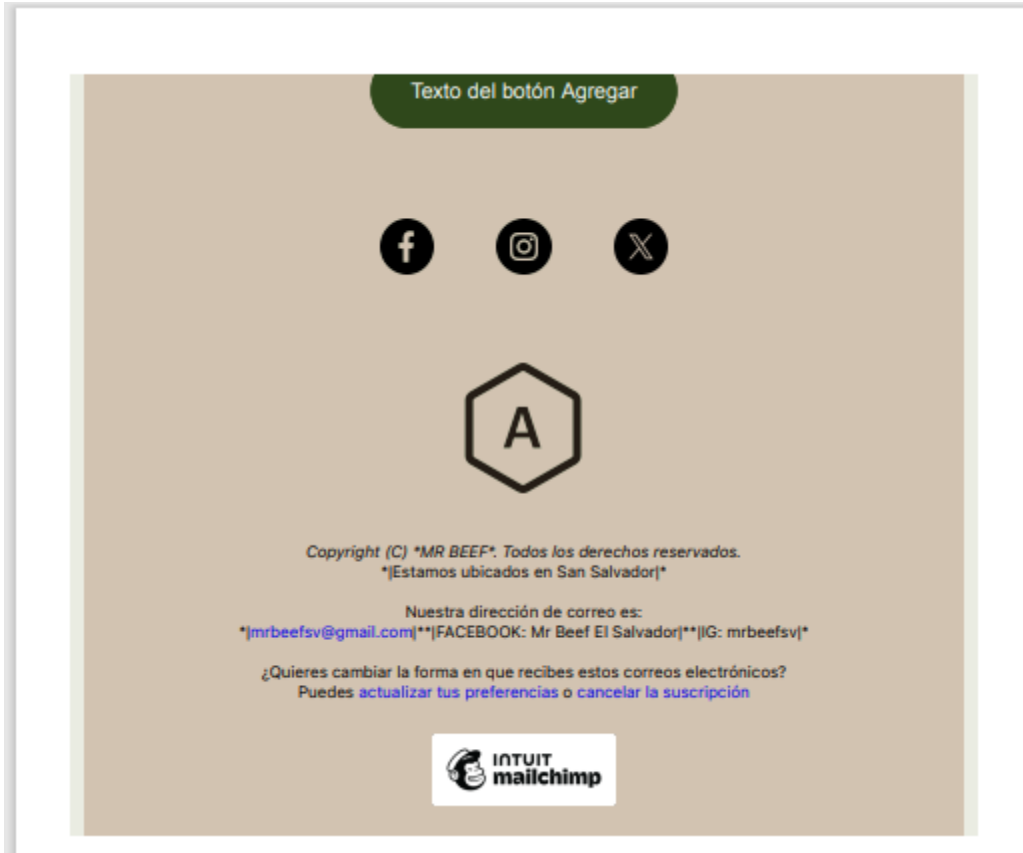 Texto del botón Agregar
A
Copyright (C) *MR BEEF*. Todos los derechos reservados.
*|Estamos ubicados en San Salvador|*
Nuestra dirección de correo es:
*|mrbeefsv@gmail.com|**|FACEBOOK: Mr Beef El Salvador|**|IG: mrbeefsv|*
¿Quieres cambiar la forma en que recibes estos correos electrónicos?
Puedes actualizar tus preferencias o cancelar la suscripción
INTUIT
mailchimp